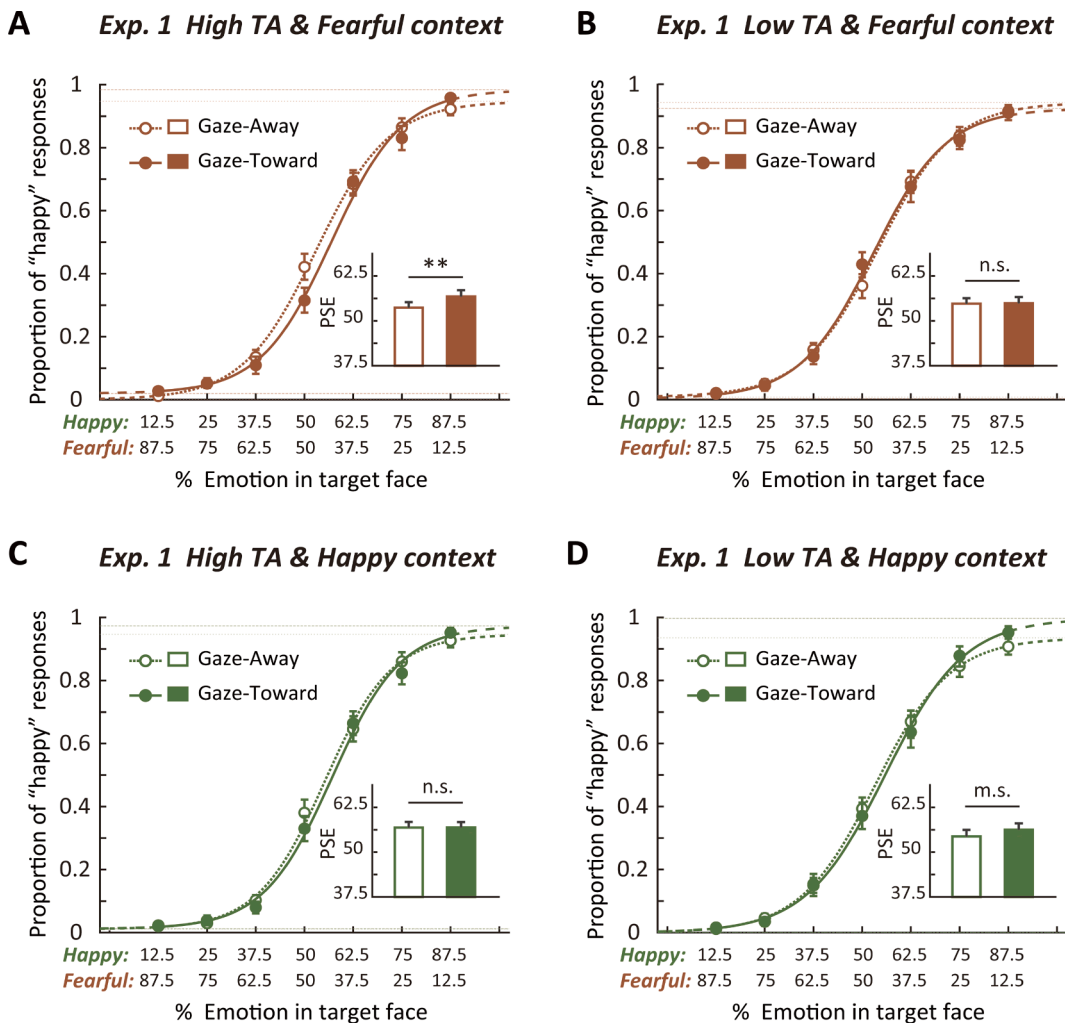 A Exp. 1 High TA & Fearful context
Proportion of “happy” responses
1
0.8
0.6
0.4
0.2
0
Gaze-Away
Gaze-Toward
**
PSE
62.5
50
37.5
Happy: 12.5 25 37.5 50 62.5 75 87.5
Fearful: 87.5 75 62.5 50 37.5 25 12.5
% Emotion in target face
B Exp. 1 Low TA & Fearful context
Proportion of “happy” responses
1
0.8
0.6
0.4
0.2
0
Gaze-Away
Gaze-Toward
n.s.
PSE
62.5
50
37.5
Happy: 12.5 25 37.5 50 62.5 75 87.5
Fearful: 87.5 75 62.5 50 37.5 25 12.5
% Emotion in target face
C Exp. 1 High TA & Happy context
Proportion of “happy” responses
1
0.8
0.6
0.4
0.2
0
Gaze-Away
Gaze-Toward
n.s.
PSE
62.5
50
37.5
Happy: 12.5 25 37.5 50 62.5 75 87.5
Fearful: 87.5 75 62.5 50 37.5 25 12.5
% Emotion in target face
D Exp. 1 Low TA & Happy context
Proportion of “happy” responses
1
0.8
0.6
0.4
0.2
0
Gaze-Away
Gaze-Toward
m.s.
PSE
62.5
50
37.5
Happy: 12.5 25 37.5 50 62.5 75 87.5
Fearful: 87.5 75 62.5 50 37.5 25 12.5
% Emotion in target face